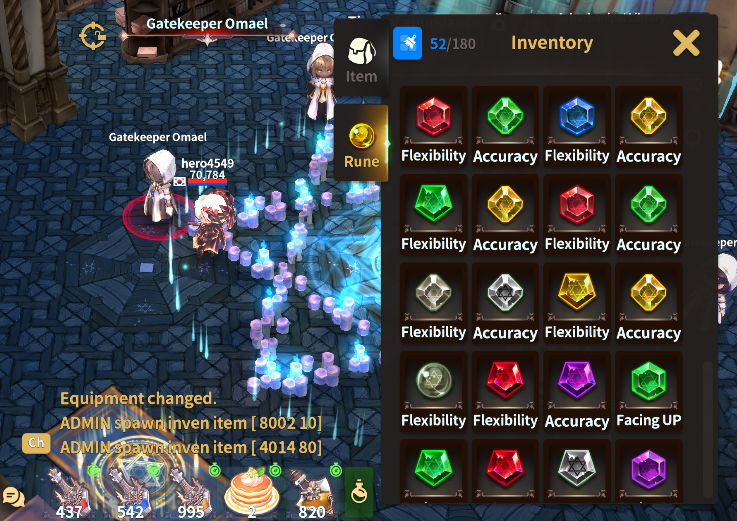 Gatekeeper Omael
52/180
Inventory
Item
Rune
Gatekeeper Omael
hero4549
70,784
Flexibility Accuracy Flexibility Accuracy
Flexibility Accuracy Flexibility Accuracy
Flexibility Accuracy Flexibility Accuracy
Flexibility Flexibility Accuracy Facing UP
Equipment changed.
ADMIN spawn inven item [ 8002 10]
Ch
ADMIN spawn inven item [ 4014 80]
437 542 995 2 820